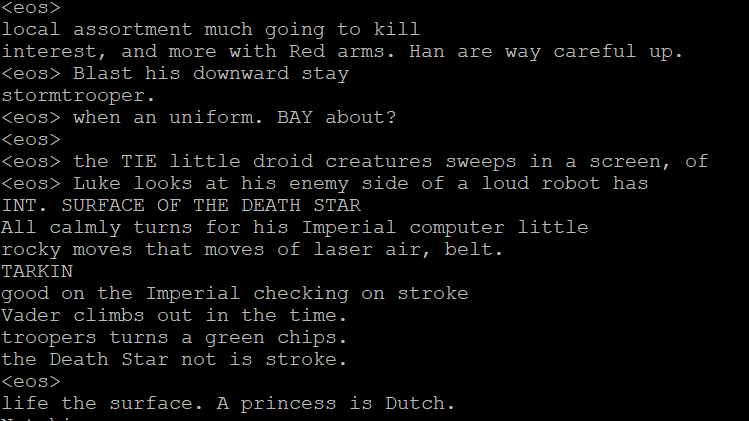 <eos>
local assortment much going to kill
interest, and more with Red arms. Han are way careful up.
<eos> Blast his downward stay
stormtrooper.
<eos> when an uniform. BAY about?
<eos>
<eos> the TIE little droid creatures sweeps in a screen, of
<eos> Luke looks at his enemy side of a loud robot has
INT. SURFACE OF THE DEATH STAR
All calmly turns for his Imperial computer little
rocky moves that moves of laser air, belt.
TARKIN
good on the Imperial checking on stroke
Vader climbs out in the time.
troopers turns a green chips.
the Death Star not is stroke.
<eos>
life the surface. A princess is Dutch.